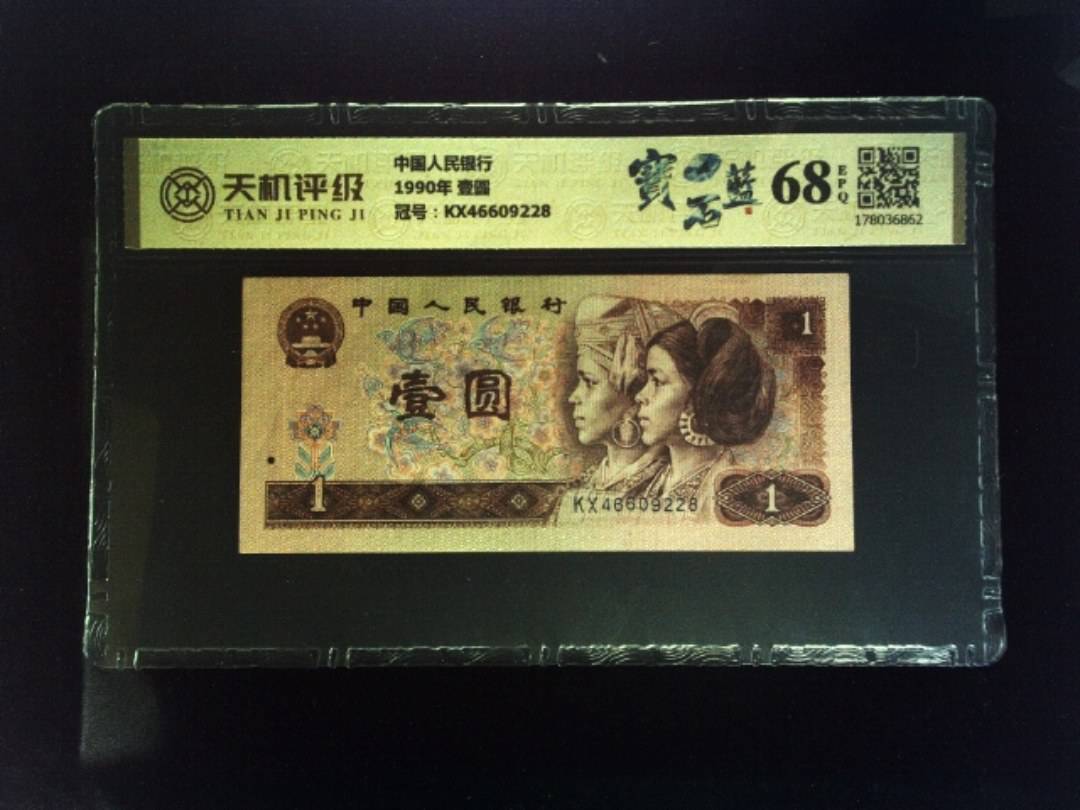 天机评级
TIAN JI PING JI
中国人民银行
1990年 壹圆
冠号：KX46609228
寶石藍
68
EPQ
178036862
中国人民银行
1
壹圆
1
KX46609228
1